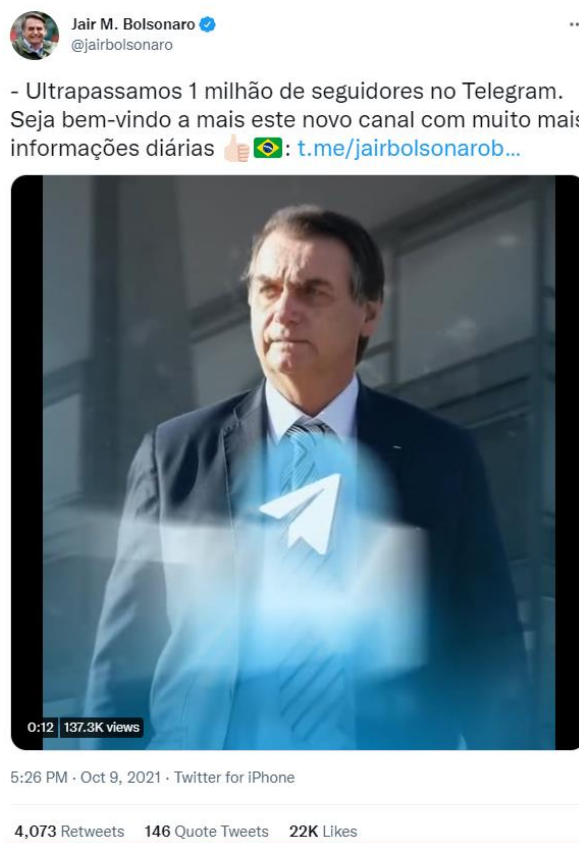 Jair M. Bolsonaro
@jairbolsonaro
- Ultrapassamos 1 milhão de seguidores no Telegram.
Seja bem-vindo a mais este novo canal com muito mais
informações diárias 👍🏻🇧🇷: t.me/jairbolsonarob...
0:12 137.3K views
5:26 PM · Oct 9, 2021 · Twitter for iPhone
4,073 Retweets 146 Quote Tweets 22K Likes